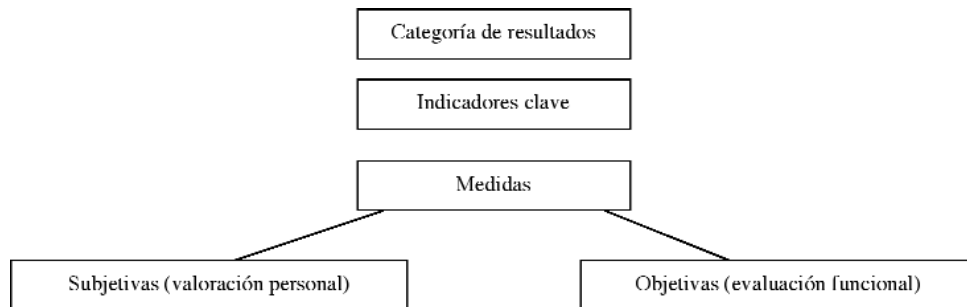 Categoría de resultados
Indicadores clave
Medidas
Subjetivas (valoración personal)
Objetivas (evaluación funcional)